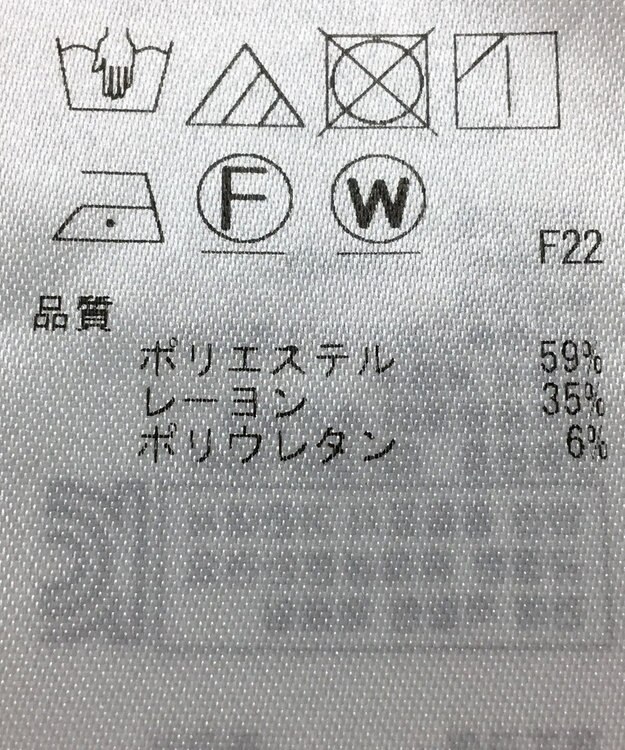 F W
F22
品質
ポリエステル 59%
レーヨン 35%
ポリウレタン 6%